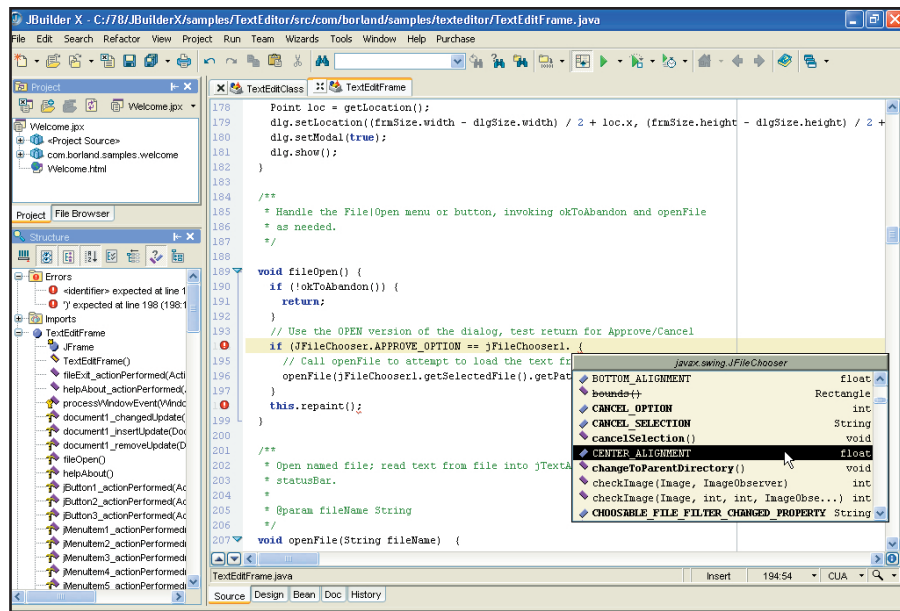 JBuilder X - C:/78/JBuilderX/samples/TextEditor/src/com/borland/samples/texteditor/TextEditFrame.java
File Edit Search Refactor View Project Run Team Wizards Tools Window Help Purchase
Project
Welcome.jpx
Welcome.jpx
<Project Source>
com.borland.samples.welcome
Welcome.html
Project File Browser
Structure
Errors
<identifier> expected at line 1
')' expected at line 198 (198:1
Imports
TextEditFrame
JFrame
TextEditFrame()
fileExit_actionPerformed(Acti
helpAbout_actionPerformed(
processWindowEvent(Windo
document1_changedUpdate(
document1_insertUpdate(Doc
document1_removeUpdate(D
fileOpen()
helpAbout()
jButton1_actionPerformed(Ac
jButton2_actionPerformed(Ac
jButton3_actionPerformed(Ac
jMenuItem1_actionPerformed(
jMenuItem2_actionPerformed(
jMenuItem3_actionPerformed(
jMenuItem4_actionPerformed(
jMenuItem5_actionPerformed(
TextEditClass TextEditFrame
178 Point loc = getLocation();
179 dlg.setLocation((frmSize.width - dlgSize.width) / 2 + loc.x, (frmSize.height - dlgSize.height) / 2 +
180 dlg.setModal(true);
181 dlg.show();
182 }
183
184 /**
185 * Handle the File|Open menu or button, invoking okToAbandon and openFile
186 * as needed.
187 */
188
189 void fileOpen() {
190 if (!okToAbandon()) {
191 return;
192 }
193 // Use the OPEN version of the dialog, test return for Approve/Cancel
if (JFileChooser.APPROVE_OPTION == jFileChooser1. {
195 // Call openFile to attempt to load the text fr
196 openFile(jFileChooser1.getSelectedFile().getPat
197 }
this.repaint();
199 }
200
201 /**
202 * Open named file; read text from file into jTextA
203 * statusBar.
204 *
205 * @param fileName String
206 */
207 void openFile(String fileName) {
javax.swing.JFileChooser
BOTTOM_ALIGNMENT float
bounds() Rectangle
CANCEL_OPTION int
CANCEL_SELECTION String
cancelSelection() void
CENTER_ALIGNMENT float
changeToParentDirectory() void
checkImage(Image, ImageObserver) int
checkImage(Image, int, int, ImageObse...) int
CHOOSABLE_FILE_FILTER_CHANGED_PROPERTY String
TextEditFrame.java Insert 194:54 CUA
Source Design Bean Doc History